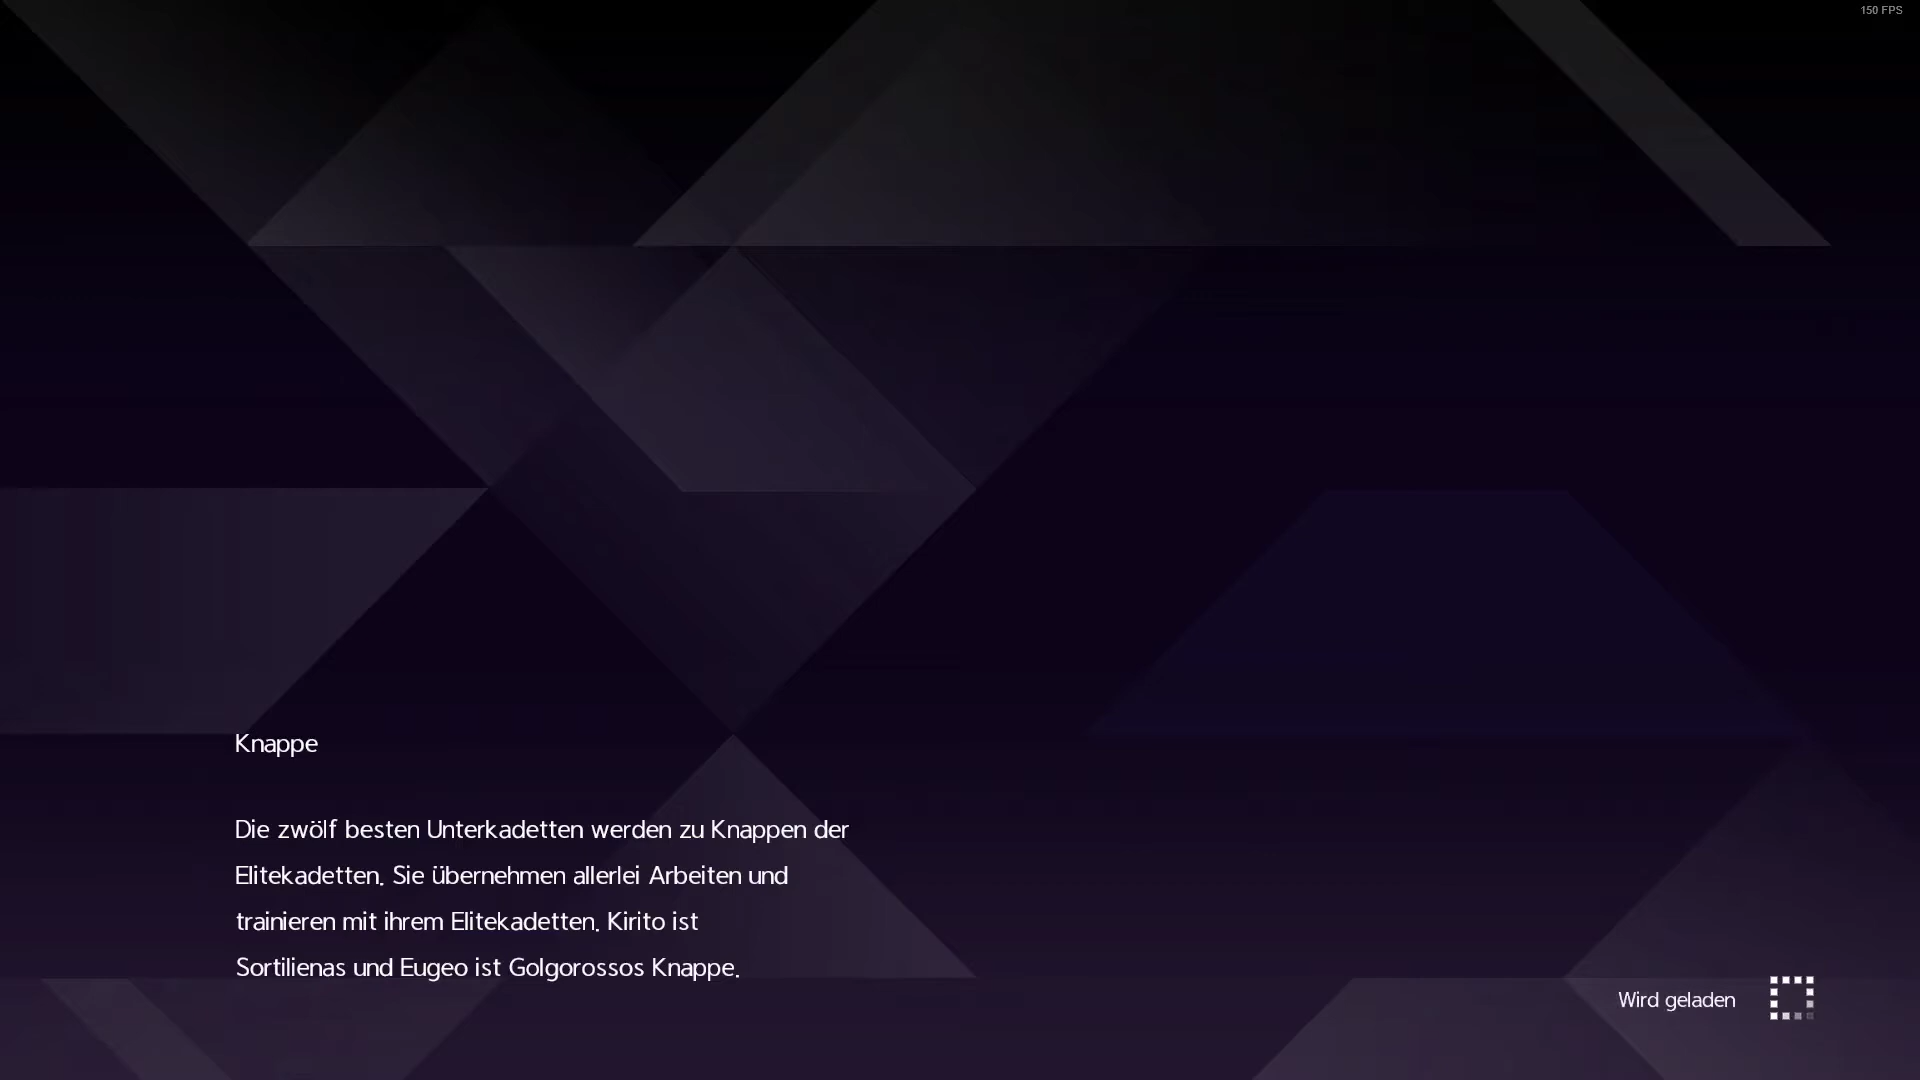 150 FPS
Knappe
Die zwölf besten Unterkadetten werden zu Knappen der
Elitekadetten. Sie übernehmen allerlei Arbeiten und
trainieren mit ihrem Elitekadetten. Kirito ist
Sortilienas und Eugeo ist Golgorossos Knappe.
Wird geladen